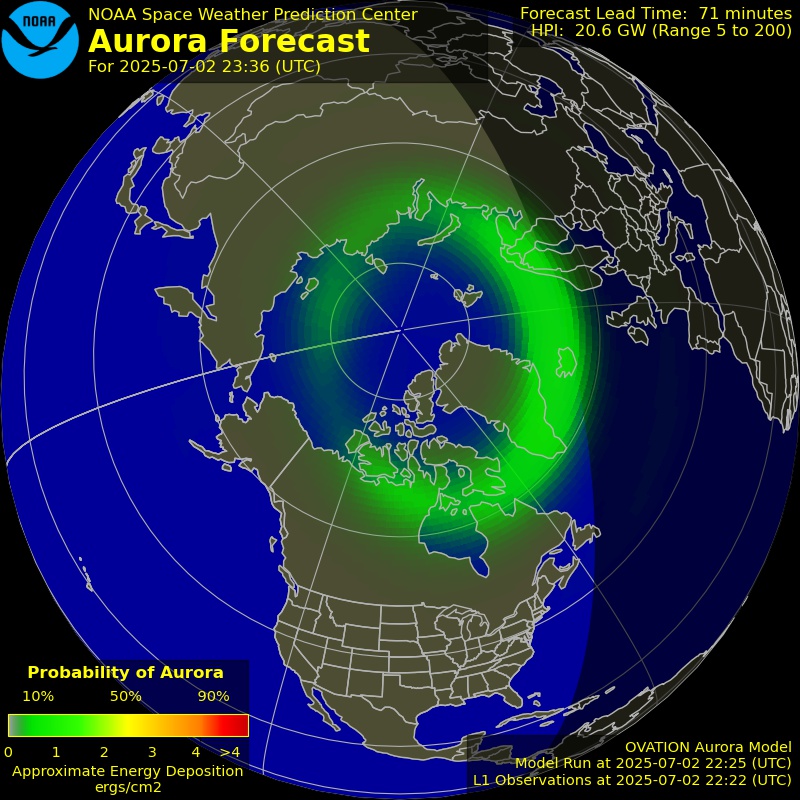 NOAA
NOAA Space Weather Prediction Center
Aurora Forecast
For 2025-07-02 23:36 (UTC)
Forecast Lead Time: 71 minutes
HPI: 20.6 GW (Range 5 to 200)
Probability of Aurora
10% 50% 90%
0 1 2 3 4 >4
Approximate Energy Deposition
ergs/cm2
OVATION Aurora Model
Model Run at 2025-07-02 22:25 (UTC)
L1 Observations at 2025-07-02 22:22 (UTC)